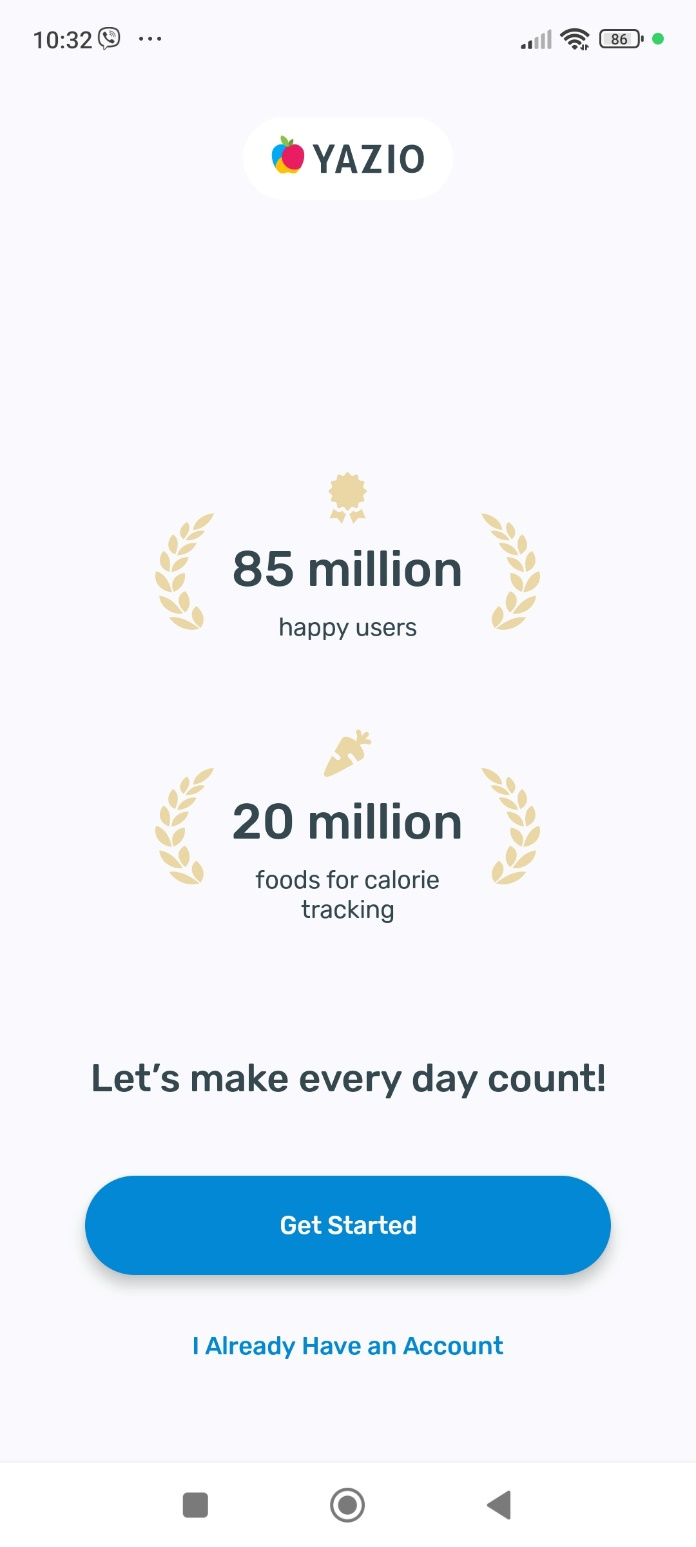 10:32
86
YAZIO
85 million
happy users
20 million
foods for calorie
tracking
Let's make every day count!
Get Started
I Already Have an Account